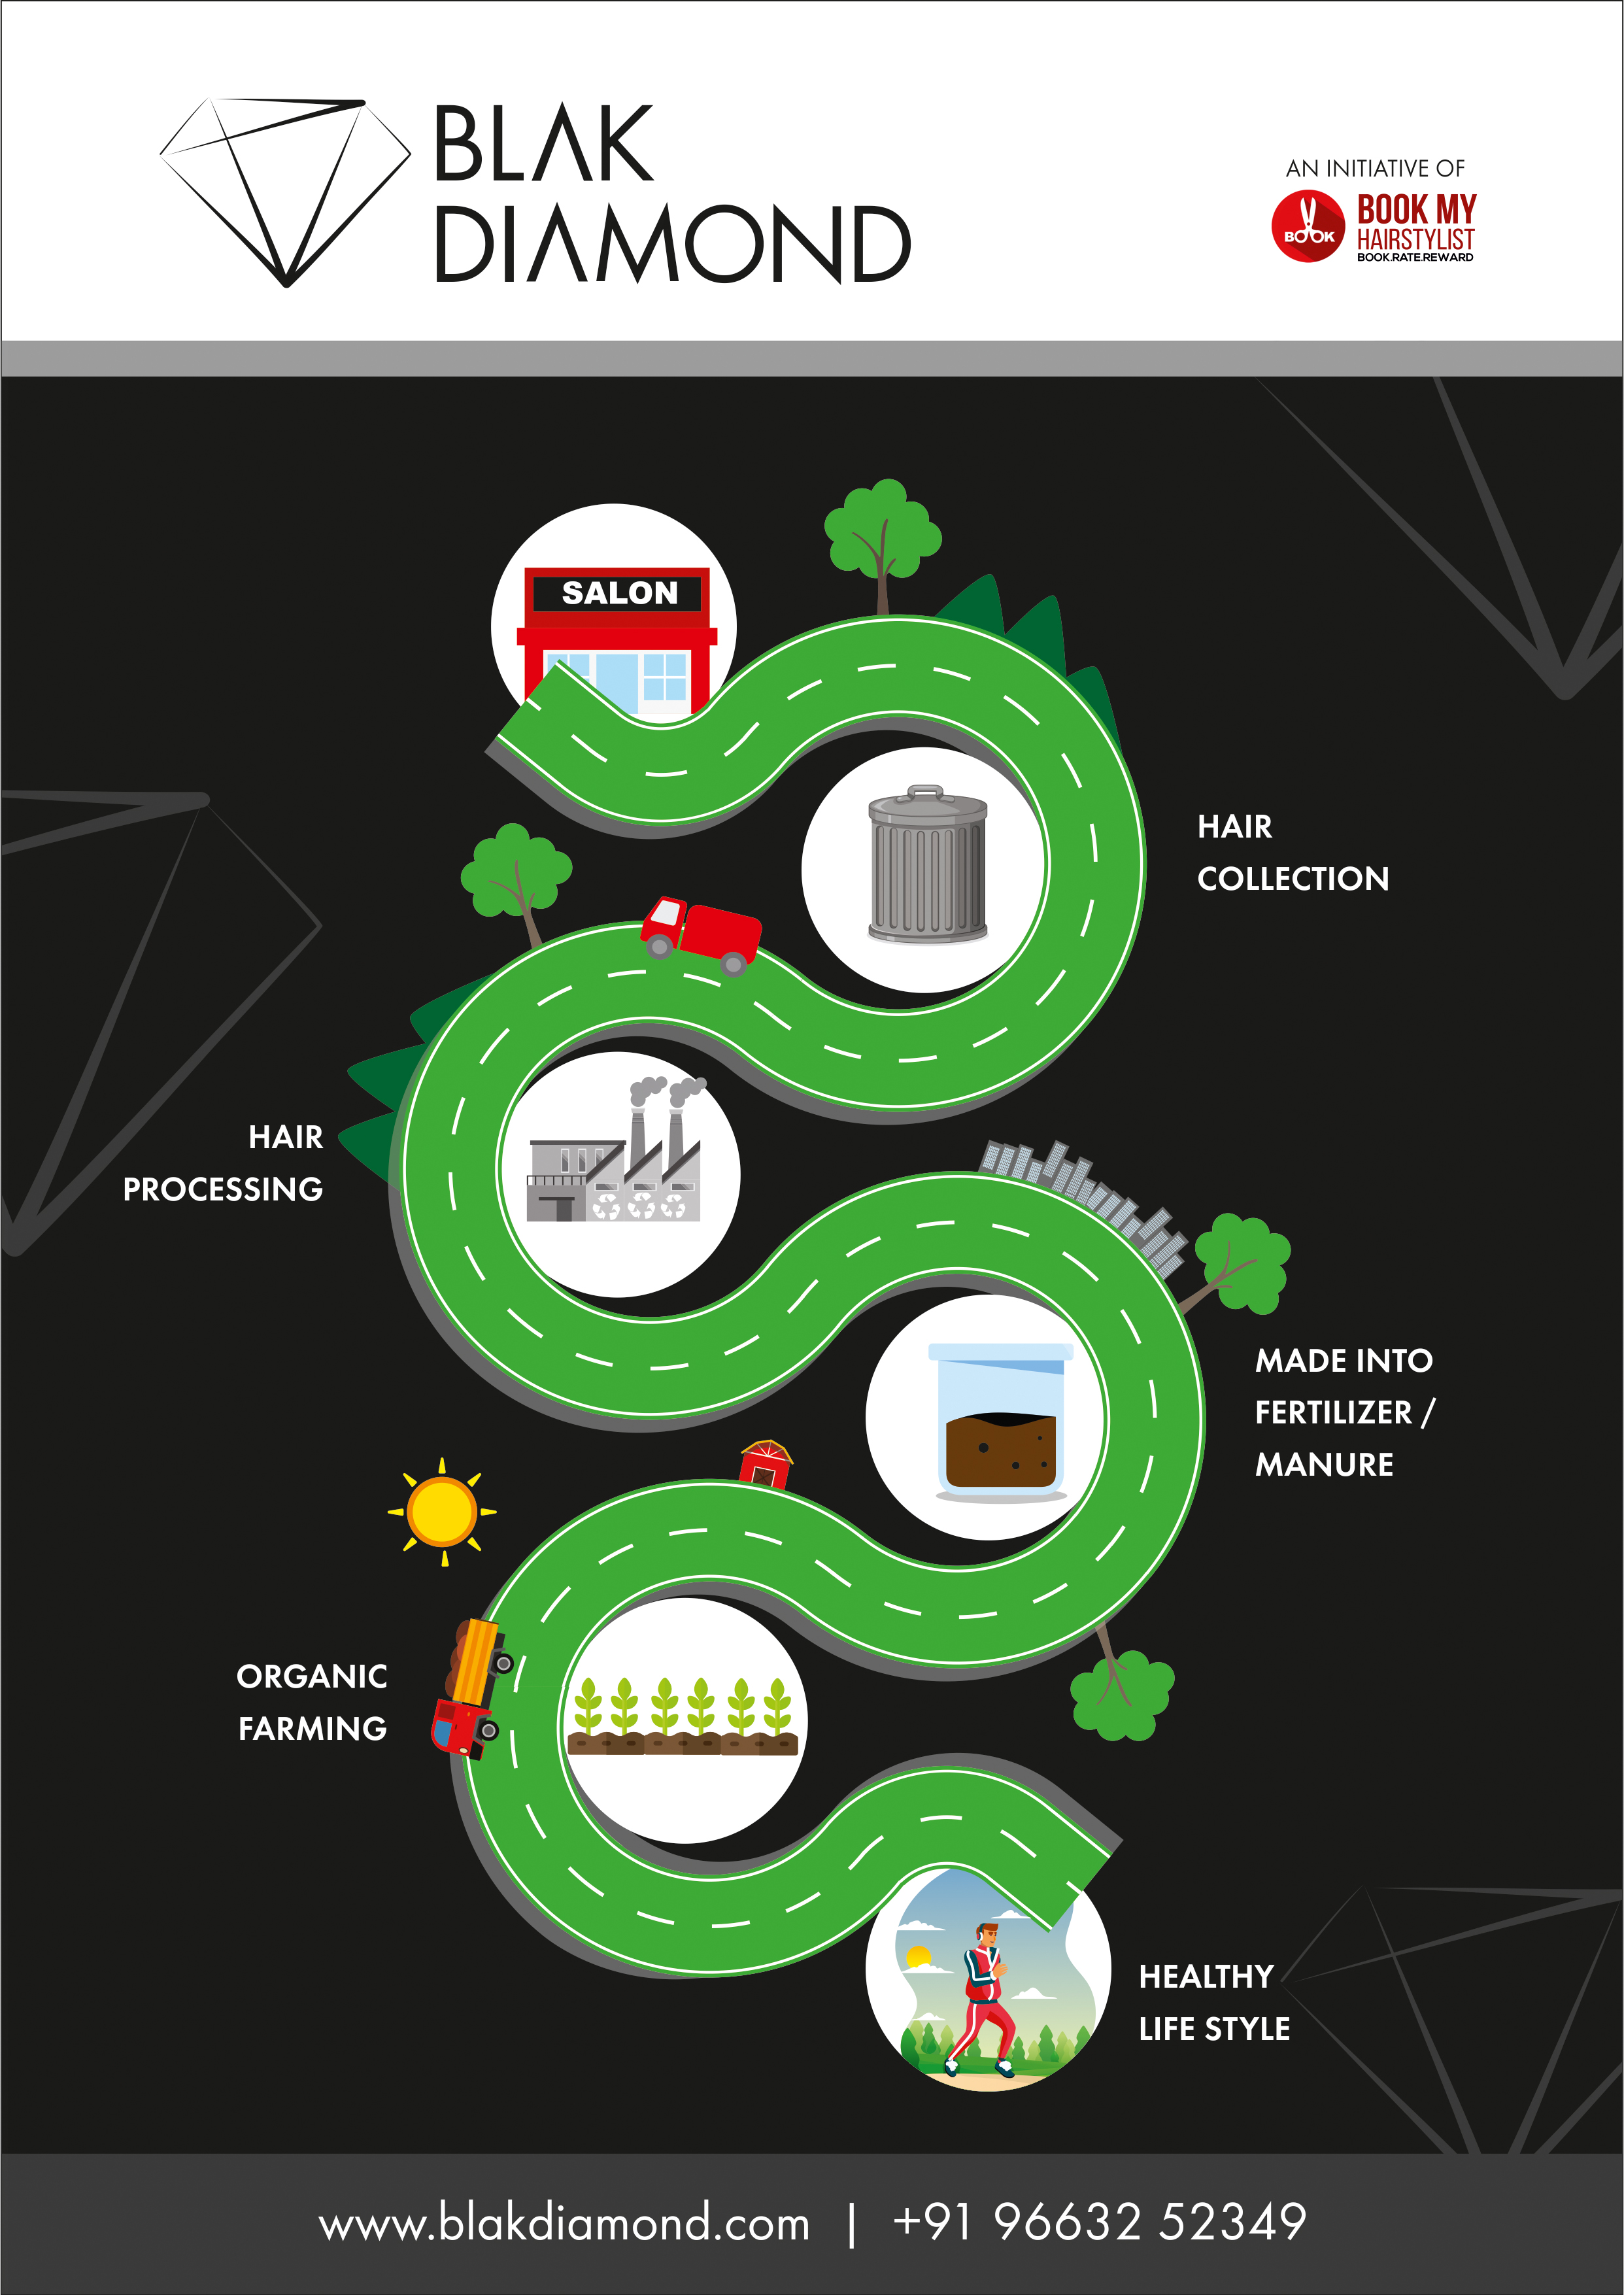 BLAK
DIAMOND
AN INITIATIVE OF
BOOK
BOOK MY
HAIRSTYLIST
BOOK.RATE.REWARD
SALON
HAIR
COLLECTION
HAIR
PROCESSING
MADE INTO
FERTILIZER /
MANURE
ORGANIC
FARMING
HEALTHY
LIFE STYLE
www.blakdiamond.com | +91 96632 52349